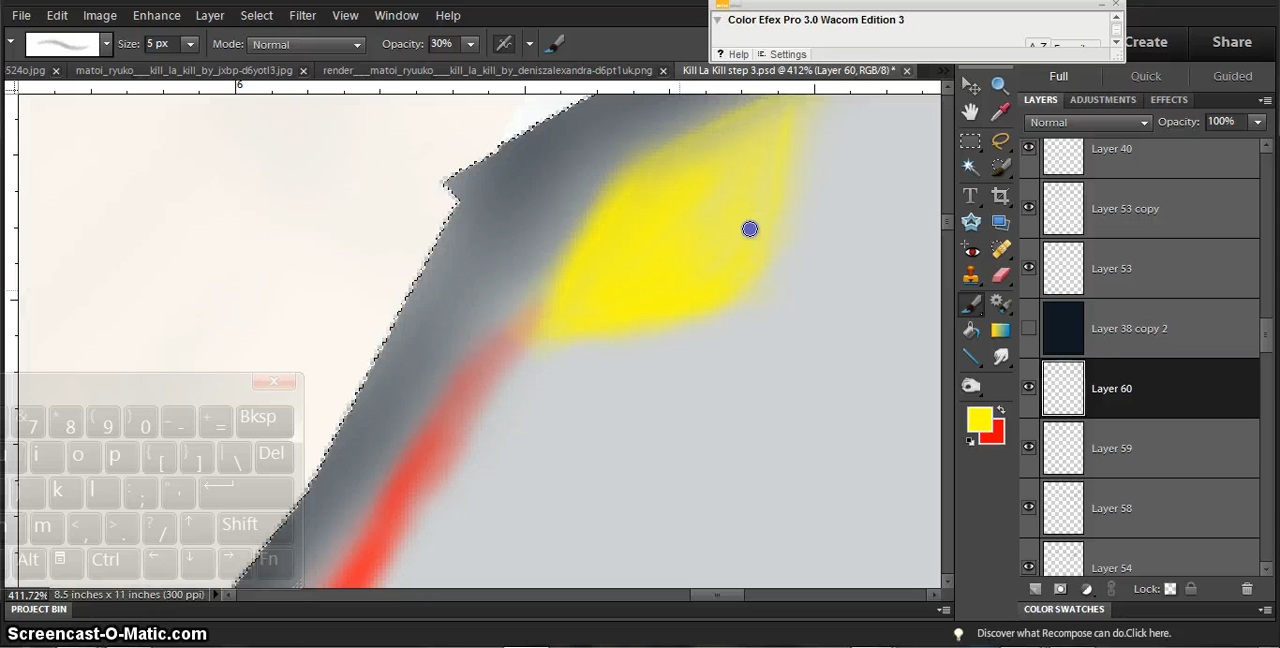 Color Efex Pro 3.0 Wacom Edition 3
Help Settings
File Edit Image Enhance Layer Select Filter View Window Help
Create Share
Size: 5 px Mode: Normal Opacity: 30%
524o.jpg matoi_ryuko___kill_la_kill_by_jxbp-d6yotl3.jpg render___matoi_ryuuko___kill_la_kill_by_deniszalexandra-d6pt1uk.png Kill La Kill step 3.psd @ 412% (Layer 60, RGB/8) *
Full Quick Guided
6
LAYERS ADJUSTMENTS EFFECTS
Normal Opacity: 100%
Layer 40
Layer 53 copy
Layer 53
Layer 38 copy 2
Layer 60
Layer 59
Layer 58
Layer 54
& 7 * 8 ( 9 ) 0 _ - + = Bksp
u i o p { [ } ] | \ Del
k l : ; " '
m < , > . ? / ↑ Shift
Alt Ctrl ← ↓ → Fn
411.72% 8.5 inches x 11 inches (300 ppi)
Lock:
PROJECT BIN
COLOR SWATCHES
Screencast-O-Matic.com
Discover what Recompose can do.Click here.